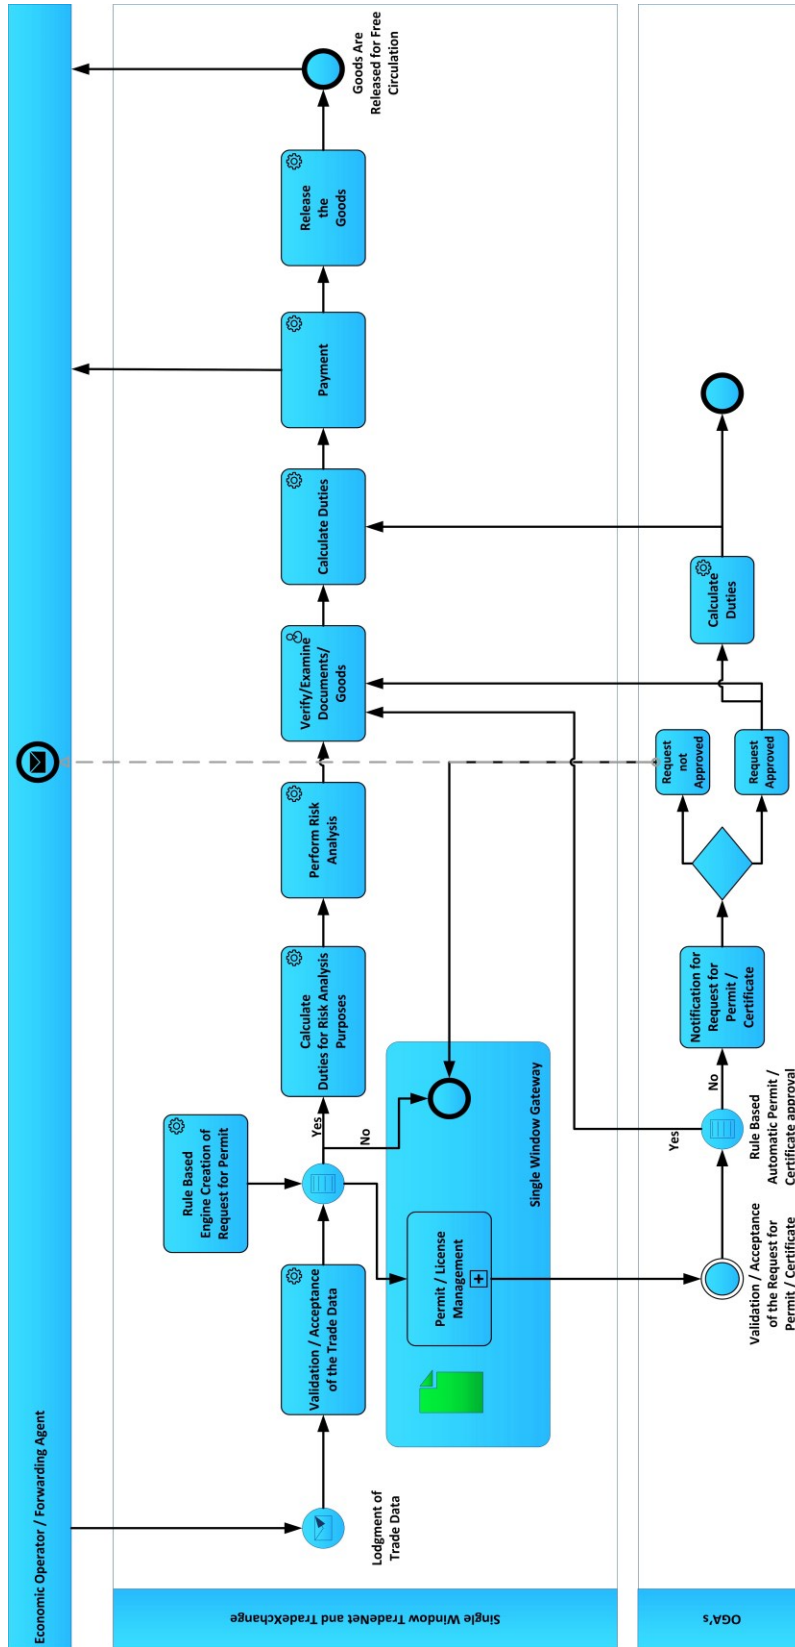 Economic Operator / Forwarding Agent
Single Window TradeNet and TradeXchange
Lodgment of
Trade Data
Validation / Acceptance
of the Trade Data
Rule Based
Engine Creation of
Request for Permit
Yes
No
Calculate
Duties for Risk Analysis
Purposes
Perform Risk
Analysis
Verify/Examine
Documents/
Goods
Calculate Duties
Payment
Release
the
Goods
Goods Are
Released for Free
Circulation
Permit / License
Management
Single Window Gateway
OGA's
Validation / Acceptance
of the Request for
Permit / Certificate
Rule Based
Automatic Permit /
Certificate approval
Yes
No
Notification for
Request for
Permit /
Certificate
Request
not
Approved
Request
Approved
Calculate
Duties